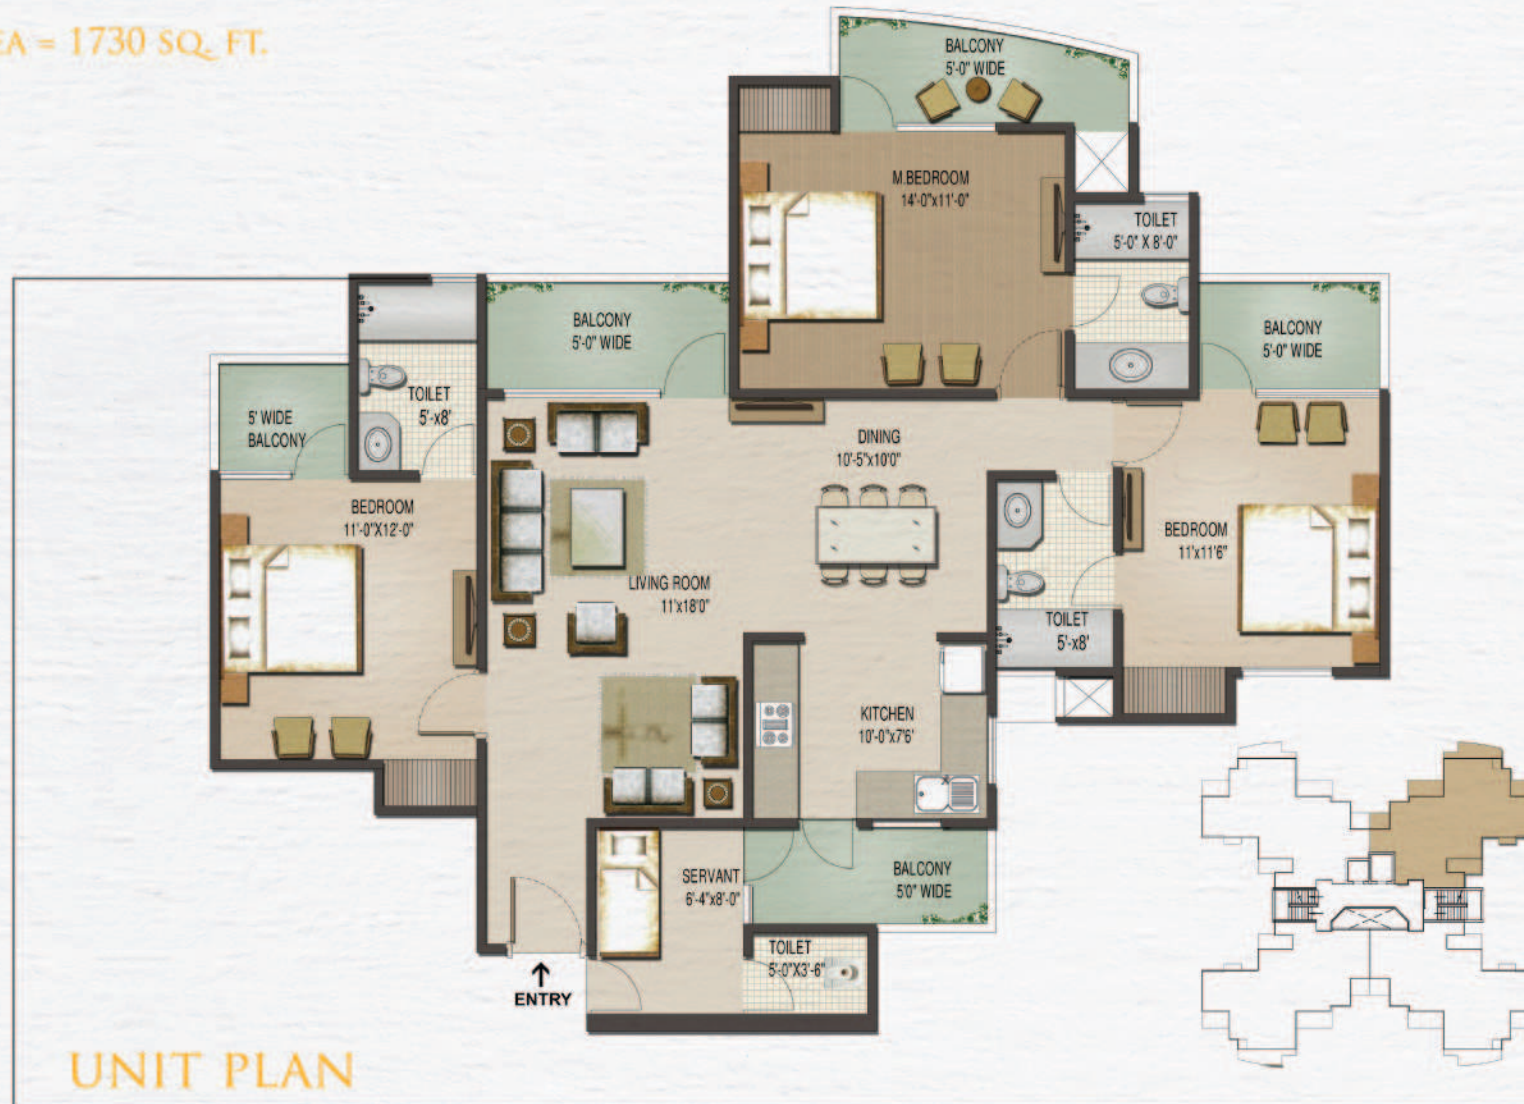 = 1730 SQ. FT.
BALCONY
5'-0" WIDE
M.BEDROOM
14'-0"x11'-0"
TOILET
5'-0" X 8'-0"
BALCONY
5'-0" WIDE
BALCONY
5'-0" WIDE
TOILET
5'-x8'
5' WIDE
BALCONY
DINING
10'-5"x10'0"
BEDROOM
11'-0"X12'-0"
BEDROOM
11'x11'6"
LIVING ROOM
11'x18'0"
TOILET
5'-x8'
KITCHEN
10'-0"x7'6'
SERVANT
6'-4"x8'-0"
BALCONY
5'0" WIDE
TOILET
5'-0"X3'-6"
ENTRY
UNIT PLAN